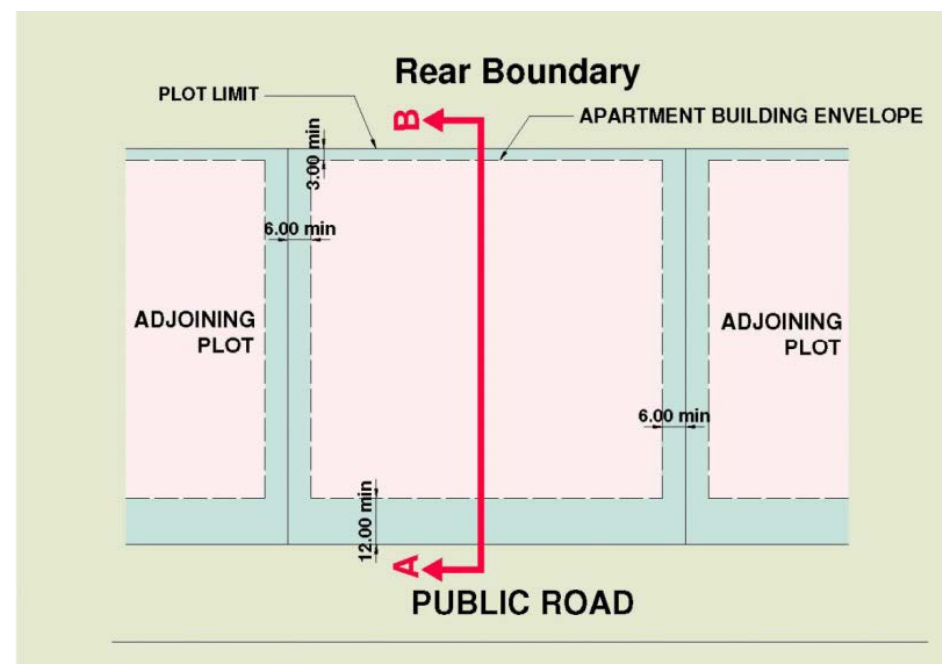 Rear Boundary
PLOT LIMIT
B
APARTMENT BUILDING ENVELOPE
3.00 min
6.00 min
ADJOINING
PLOT
ADJOINING
PLOT
6.00 min
12.00 min
A
PUBLIC ROAD